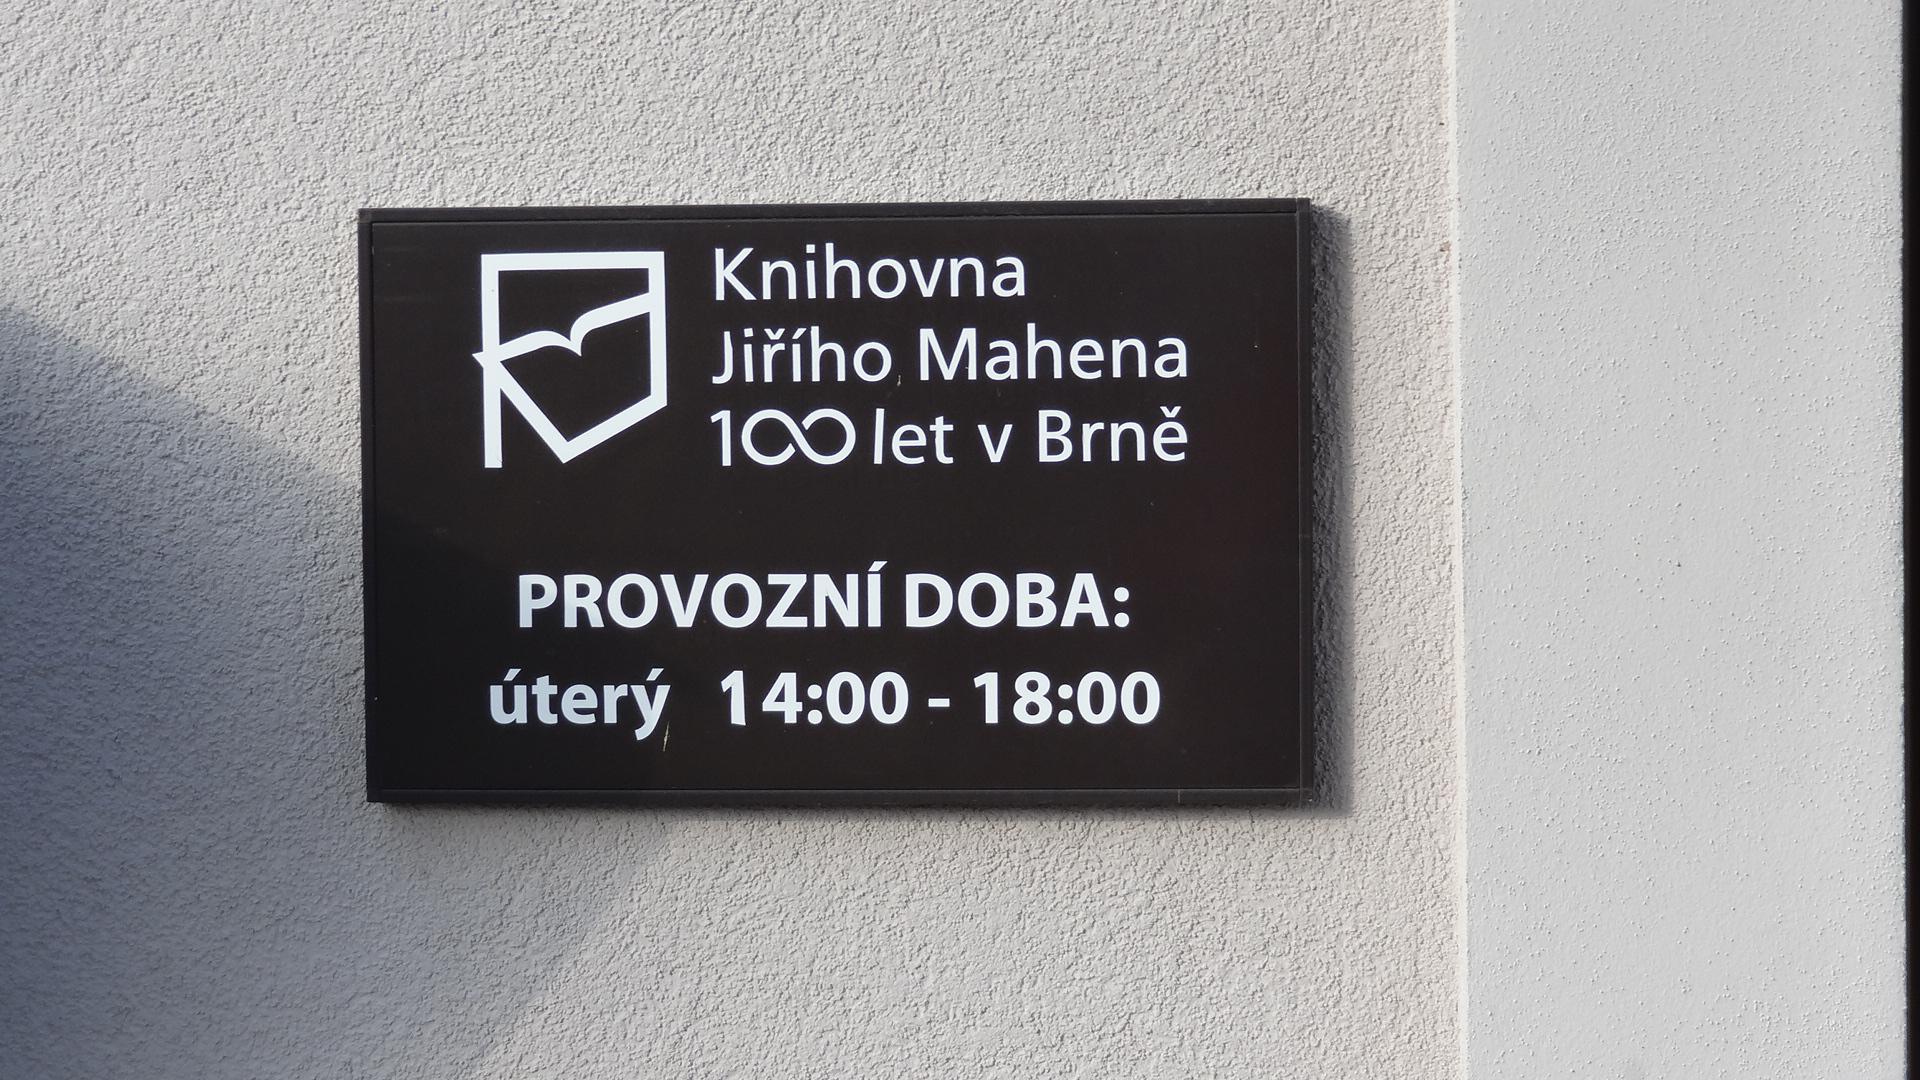 Knihovna
Jiřího Mahena
100 let v Brně
PROVOZNÍ DOBA:
úterý 14:00 - 18:00